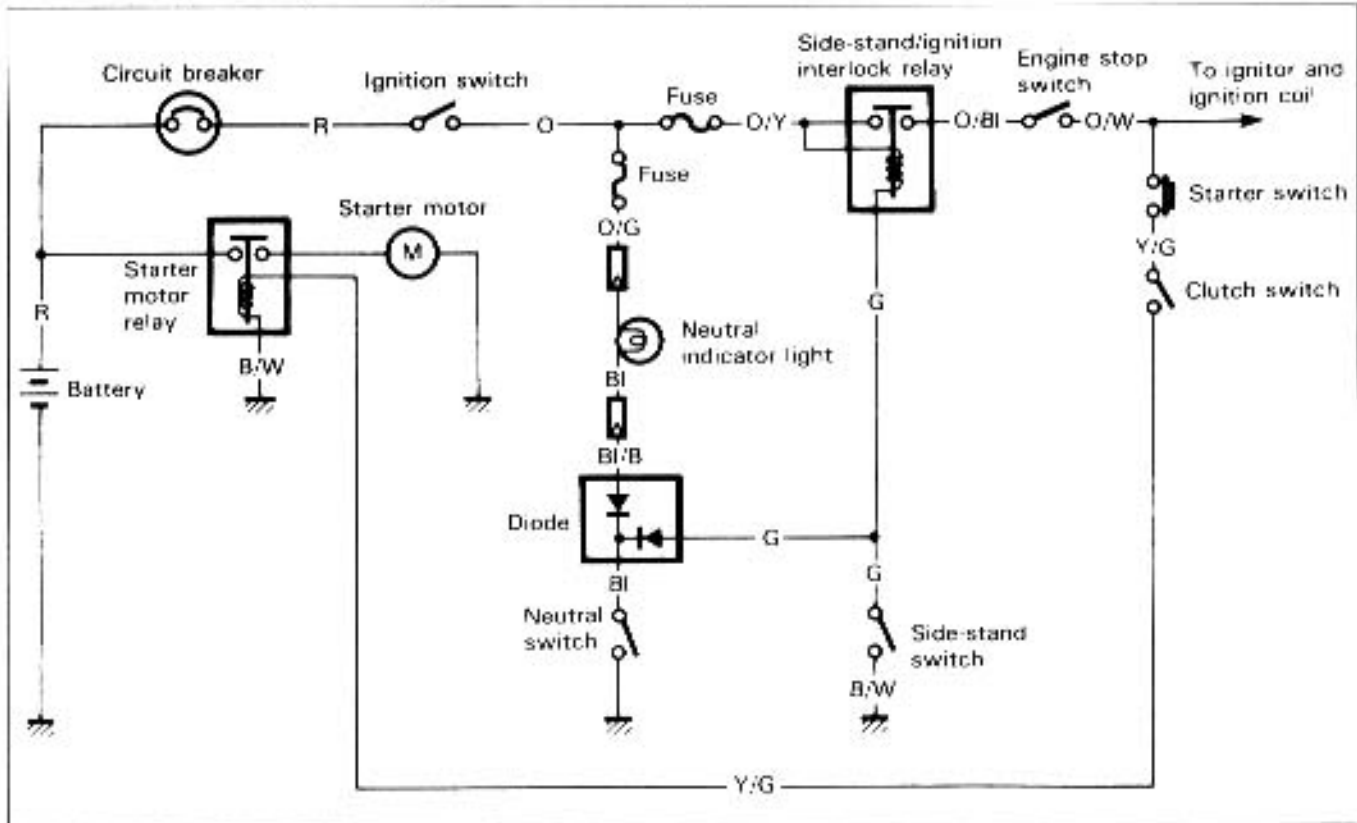 Circuit breaker
Ignition switch
Fuse
Side-stand/ignition
interlock relay
Engine stop
switch
To ignitor and
ignition coil
R
O
O/Y
O/Bl
O/W
Fuse
O/G
Starter motor
M
Starter
motor
relay
R
B/W
Battery
Starter switch
Y/G
Clutch switch
G
Neutral
indicator light
Bl
Bl/B
Diode
G
Bl
G
Neutral
switch
Side-stand
switch
B/W
Y/G